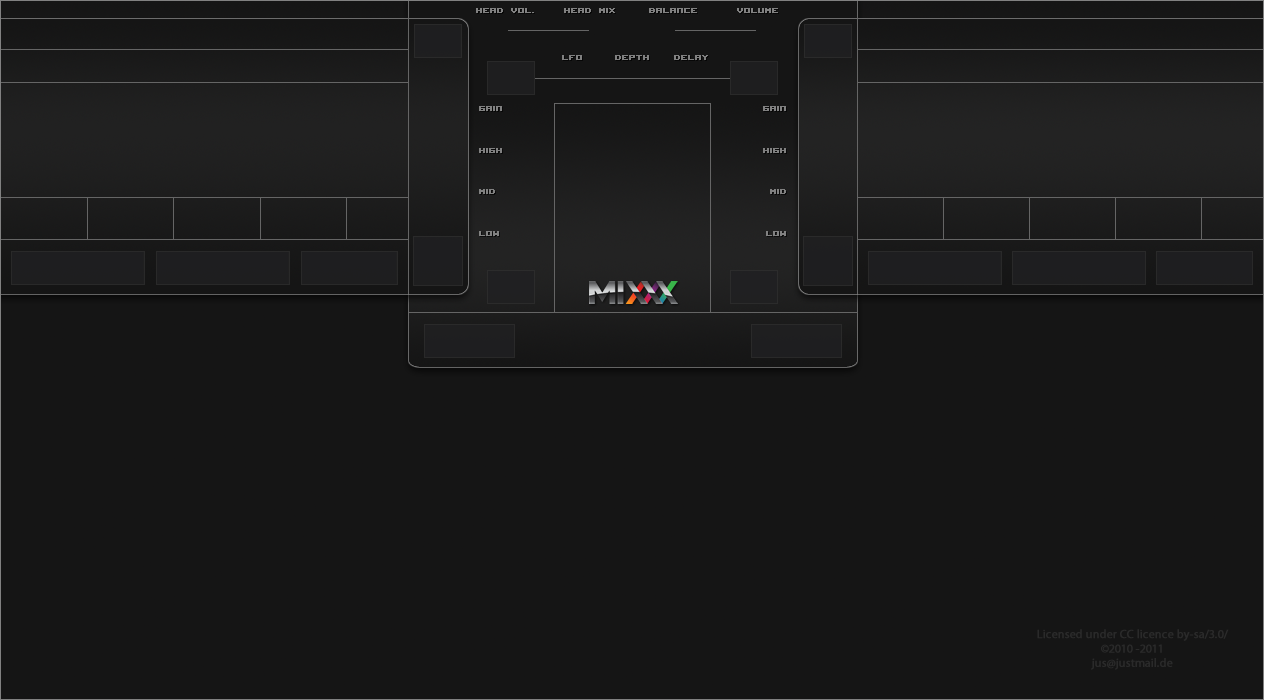 HEAD VOL. HEAD MIX BALANCE VOLUME
LFO DEPTH DELAY
GAIN GAIN
HIGH HIGH
MID MID
LOW LOW
MIXXX
Licensed under CC licence by-sa/3.0/
©2010 -2011
jus@justmail.de